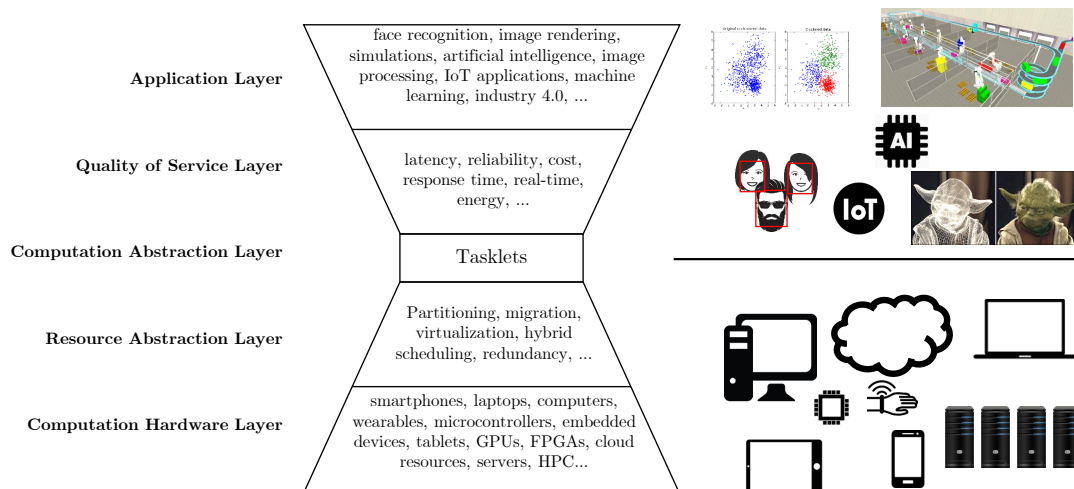 Application Layer
face recognition, image rendering,
simulations, artificial intelligence, image
processing, IoT applications, machine
learning, industry 4.0, ...
Quality of Service Layer
latency, reliability, cost,
response time, real-time,
energy, ...
Computation Abstraction Layer
Tasklets
Resource Abstraction Layer
Partitioning, migration,
virtualization, hybrid
scheduling, redundancy, ...
Computation Hardware Layer
smartphones, laptops, computers,
wearables, microcontrollers, embedded
devices, tablets, GPUs, FPGAs, cloud
resources, servers, HPC...
Clustered data
AI
IoT